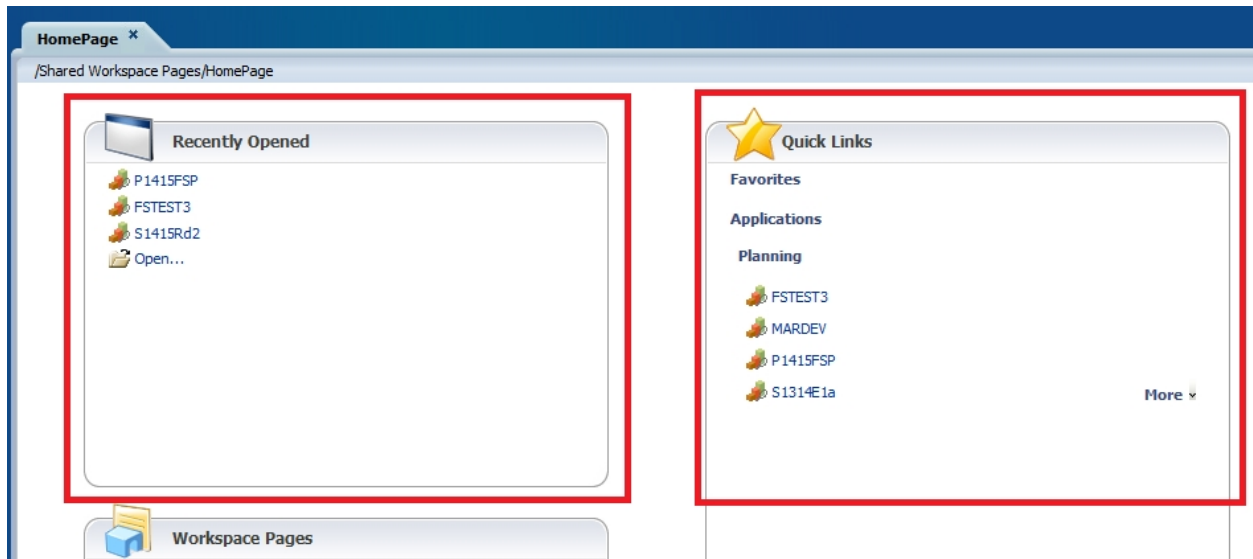 HomePage ×
/Shared Workspace Pages/HomePage
Recently Opened
P1415FSP
FSTEST3
S1415Rd2
Open...
Workspace Pages
Quick Links
Favorites
Applications
Planning
FSTEST3
MARDEV
P1415FSP
S1314E1a
More